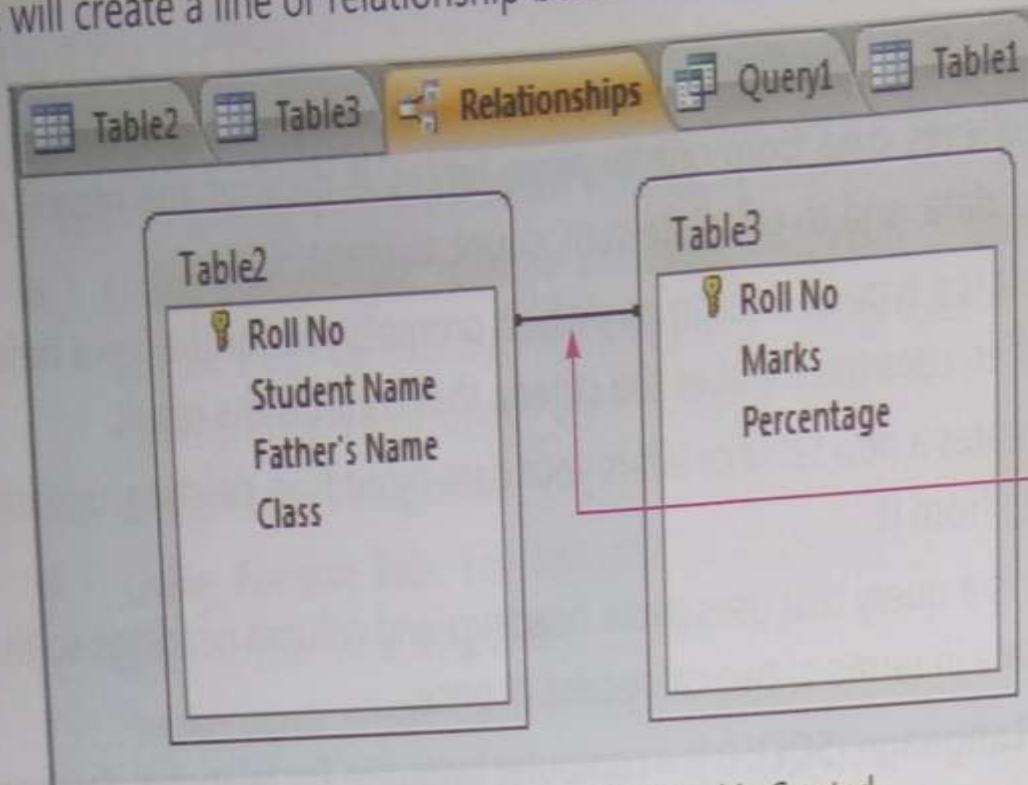 will create a line of relationship
Table2 Table3 Relationships Query1 Table1
Table2
Roll No
Student Name
Father's Name
Class
Table3
Roll No
Marks
Percentage